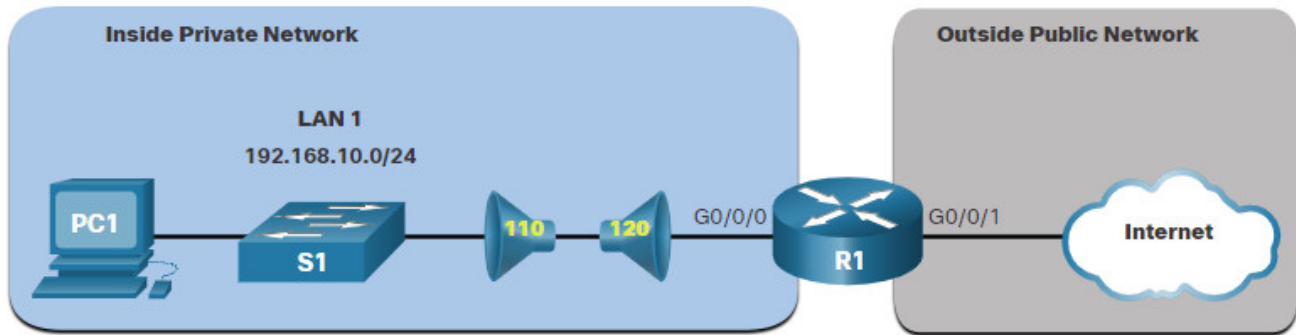 Inside Private Network
Outside Public Network
LAN 1
192.168.10.0/24
PC1
S1
110
120
G0/0/0
R1
G0/0/1
Internet